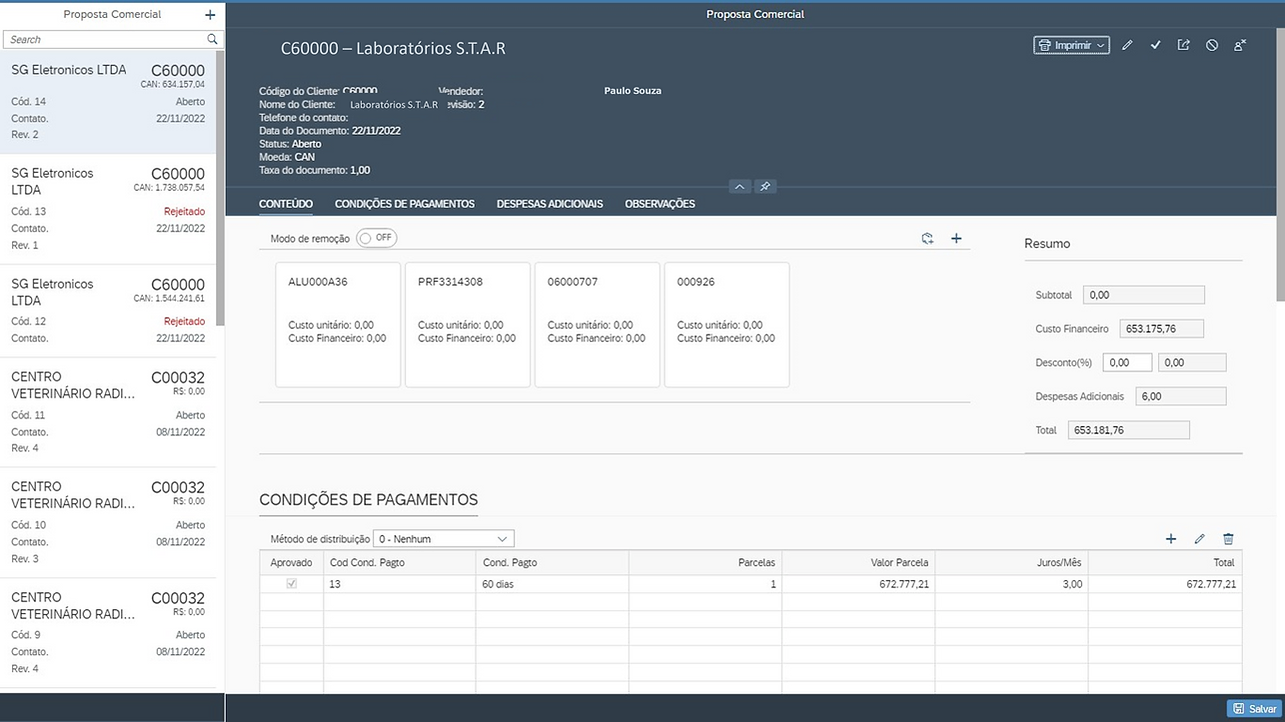 Proposta Comercial
Search
SG Eletronicos LTDA C60000
CAN: 634.157,04
Cód. 14 Aberto
Contato. 22/11/2022
Rev. 2
SG Eletronicos LTDA C60000
CAN: 1.738.057,54
Cód. 13 Rejeitado
Contato. 22/11/2022
Rev. 1
SG Eletronicos LTDA C60000
CAN: 1.544.241,61
Cód. 12 Rejeitado
Contato. 22/11/2022
CENTRO VETERINÁRIO RADI... C00032
R$: 0,00
Cód. 11 Aberto
Contato. 08/11/2022
Rev. 4
CENTRO VETERINÁRIO RADI... C00032
R$: 0,00
Cód. 10 Aberto
Contato. 08/11/2022
Rev. 3
CENTRO VETERINÁRIO RADI... C00032
R$: 0,00
Cód. 9 Aberto
Contato. 08/11/2022
Rev. 4
Proposta Comercial
C60000 – Laboratórios S.T.A.R
Imprimir
Código do Cliente: C60000 Vendedor: Paulo Souza
Nome do Cliente: Laboratórios S.T.A.R evisão: 2
Telefone do contato:
Data do Documento: 22/11/2022
Status: Aberto
Moeda: CAN
Taxa do documento: 1,00
CONTEÚDO CONDIÇÕES DE PAGAMENTOS DESPESAS ADICIONAIS OBSERVAÇÕES
Modo de remoção OFF
ALU000A36
Custo unitário: 0,00
Custo Financeiro: 0,00
PRF3314308
Custo unitário: 0,00
Custo Financeiro: 0,00
06000707
Custo unitário: 0,00
Custo Financeiro: 0,00
000926
Custo unitário: 0,00
Custo Financeiro: 0,00
Resumo
Subtotal 0,00
Custo Financeiro 653.175,76
Desconto(%) 0,00 0,00
Despesas Adicionais 6,00
Total 653.181,76
CONDIÇÕES DE PAGAMENTOS
Método de distribuição 0 - Nenhum
Aprovado Cod Cond. Pagto Cond. Pagto Parcelas Valor Parcela Juros/Mês Total
13 60 dias 1 672.777,21 3,00 672.777,21
Salvar